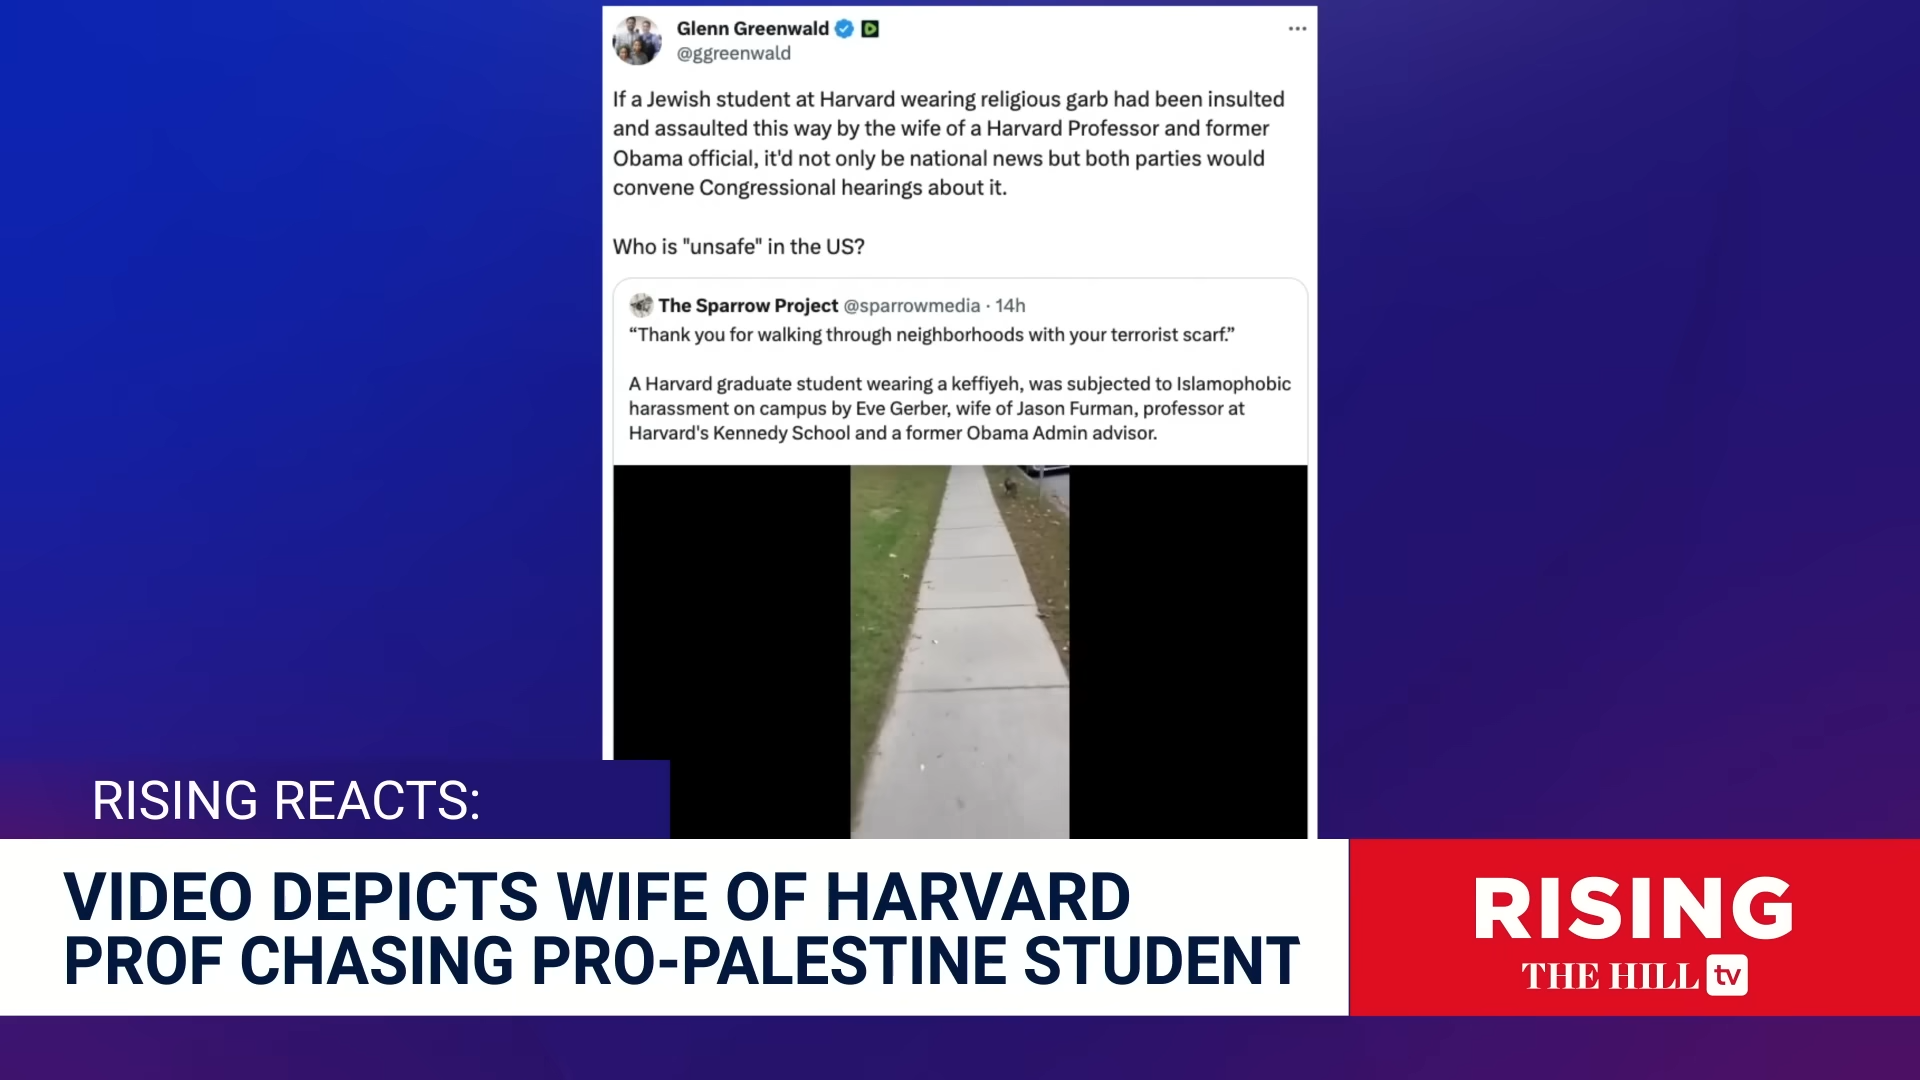 Glenn Greenwald
@ggreenwald
If a Jewish student at Harvard wearing religious garb had been insulted
and assaulted this way by the wife of a Harvard Professor and former
Obama official, it'd not only be national news but both parties would
convene Congressional hearings about it.
Who is "unsafe" in the US?
The Sparrow Project @sparrowmedia · 14h
“Thank you for walking through neighborhoods with your terrorist scarf.”
A Harvard graduate student wearing a keffiyeh, was subjected to Islamophobic
harassment on campus by Eve Gerber, wife of Jason Furman, professor at
Harvard's Kennedy School and a former Obama Admin advisor.
RISING REACTS:
VIDEO DEPICTS WIFE OF HARVARD
PROF CHASING PRO-PALESTINE STUDENT
RISING
THE HILL tv